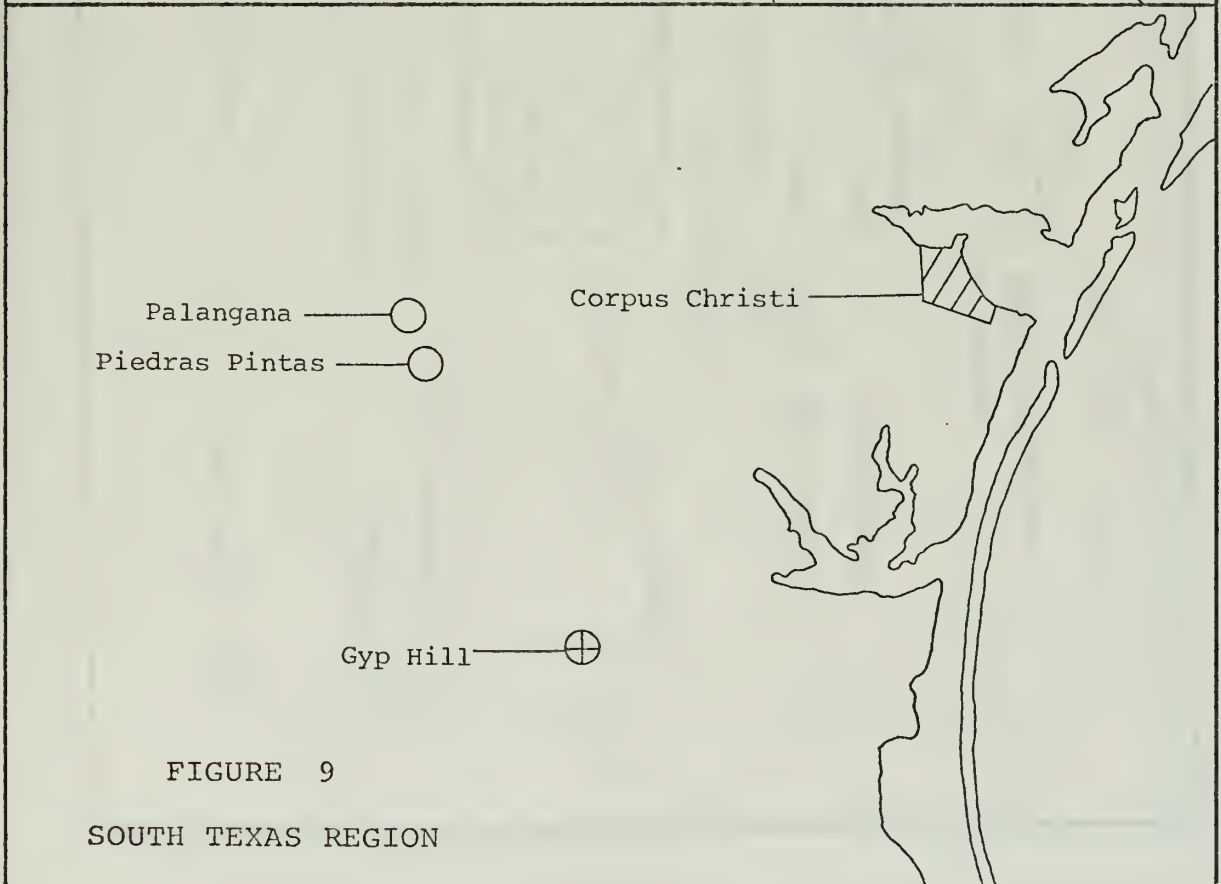 Corpus Christi
Palangana
Piedras Pintas
Gyp Hill
FIGURE 9
SOUTH TEXAS REGION